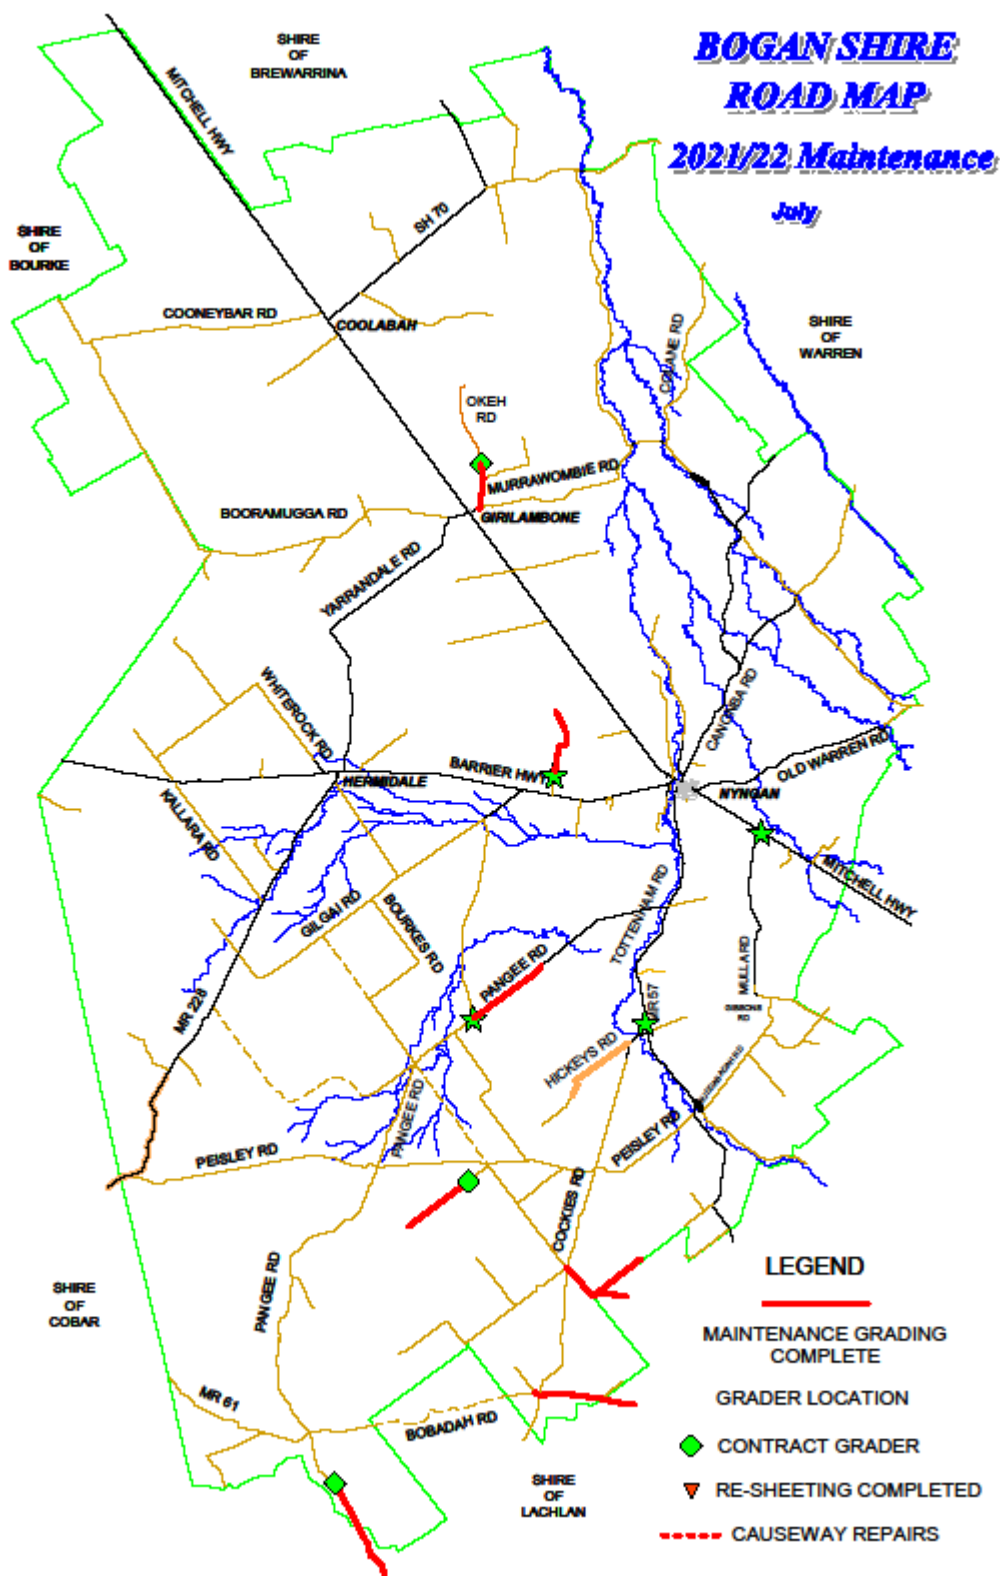 BOGAN SHIRE
ROAD MAP
2021/22 Maintenance
July
SHIRE
OF
BREWARRINA
MITCHELL HWY
SH 70
SHIRE
OF
BOURKE
COONEYBAR RD
COOLABAH
SHIRE
OF
WARREN
OKEH
RD
MURRAWOMBIE RD
BOORAMUGGA RD
GIRILAMBONE
YARRANDALE RD
WHITEROCK RD
CANONBA RD
BARRIER HWY
OLD WARREN RD
HERMIDALE
NYNGAN
KALLARA RD
MITCHELL HWY
GILGAI RD
BOURKES RD
TOTTENHAM RD
PANGEE RD
MULLA RD
MR 228
MR 57
RD
HICKEYS RD
PANGEE RD
PEISLEY RD
PEISLEY RD
COCKIES RD
PANGEE RD
SHIRE
OF
COBAR
MR 61
BOBADAH RD
SHIRE
OF
LACHLAN
LEGEND
MAINTENANCE GRADING
COMPLETE
GRADER LOCATION
CONTRACT GRADER
RE-SHEETING COMPLETED
CAUSEWAY REPAIRS